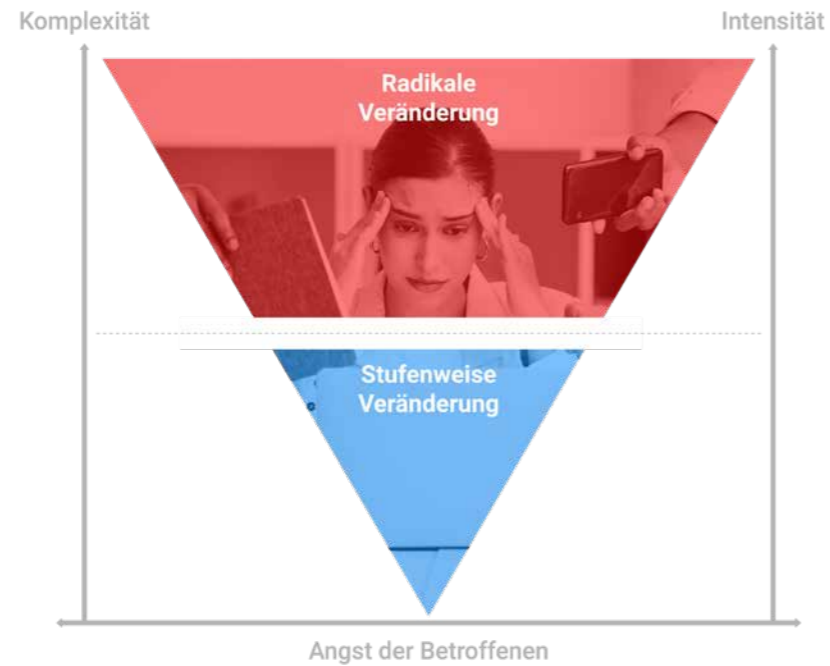 Komplexität
Intensität
Radikale
Veränderung
Stufenweise
Veränderung
Angst der Betroffenen